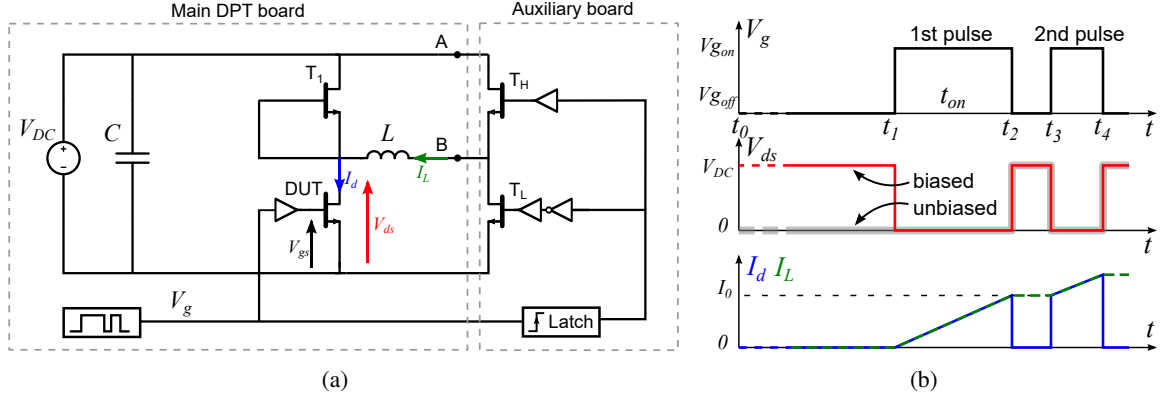 Main DPT board
Auxiliary board
A
T1
TH
VDC
+
−
C
L
B
Id
IL
DUT
TL
Vgs
Vds
Vg
Latch
(a)
Vg
1st pulse
2nd pulse
Vgon
Vgoff
ton
t0
t1
t2
t3
t4
t
Vds
VDC
biased
unbiased
0
t
Id IL
I0
0
t
(b)